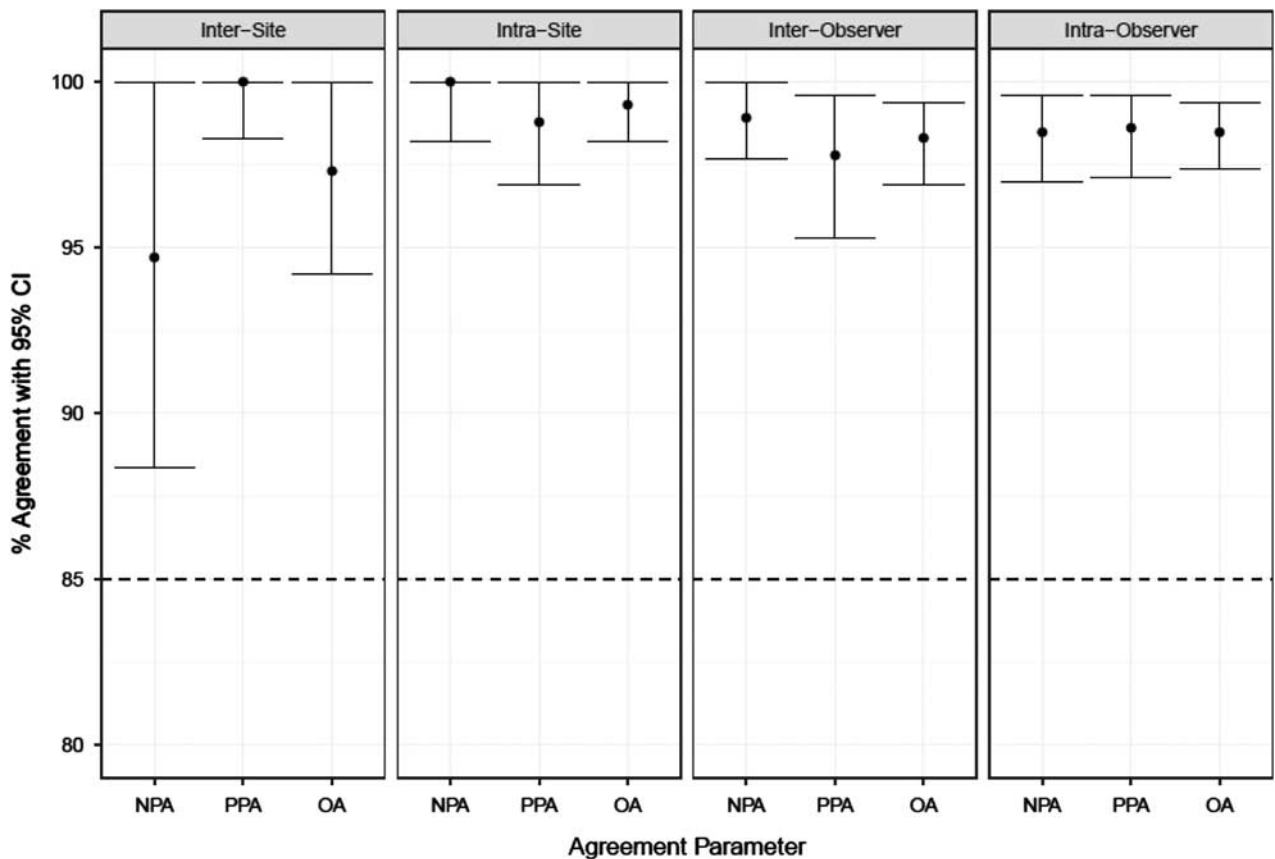 Inter-Site Intra-Site Inter-Observer Intra-Observer
% Agreement with 95% CI
100
95
90
85
80
NPA PPA OA NPA PPA OA NPA PPA OA NPA PPA OA
Agreement Parameter